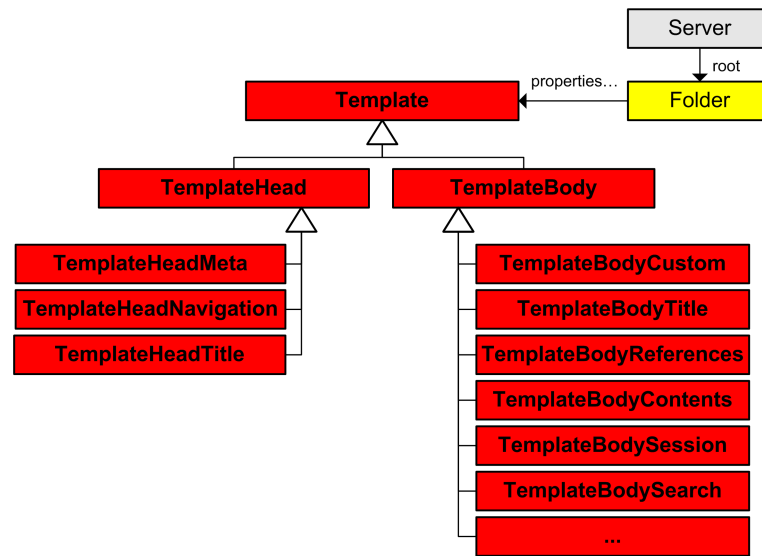 Server
root
properties…
Template
Folder
TemplateHead
TemplateBody
TemplateHeadMeta
TemplateHeadNavigation
TemplateHeadTitle
TemplateBodyCustom
TemplateBodyTitle
TemplateBodyReferences
TemplateBodyContents
TemplateBodySession
TemplateBodySearch
...